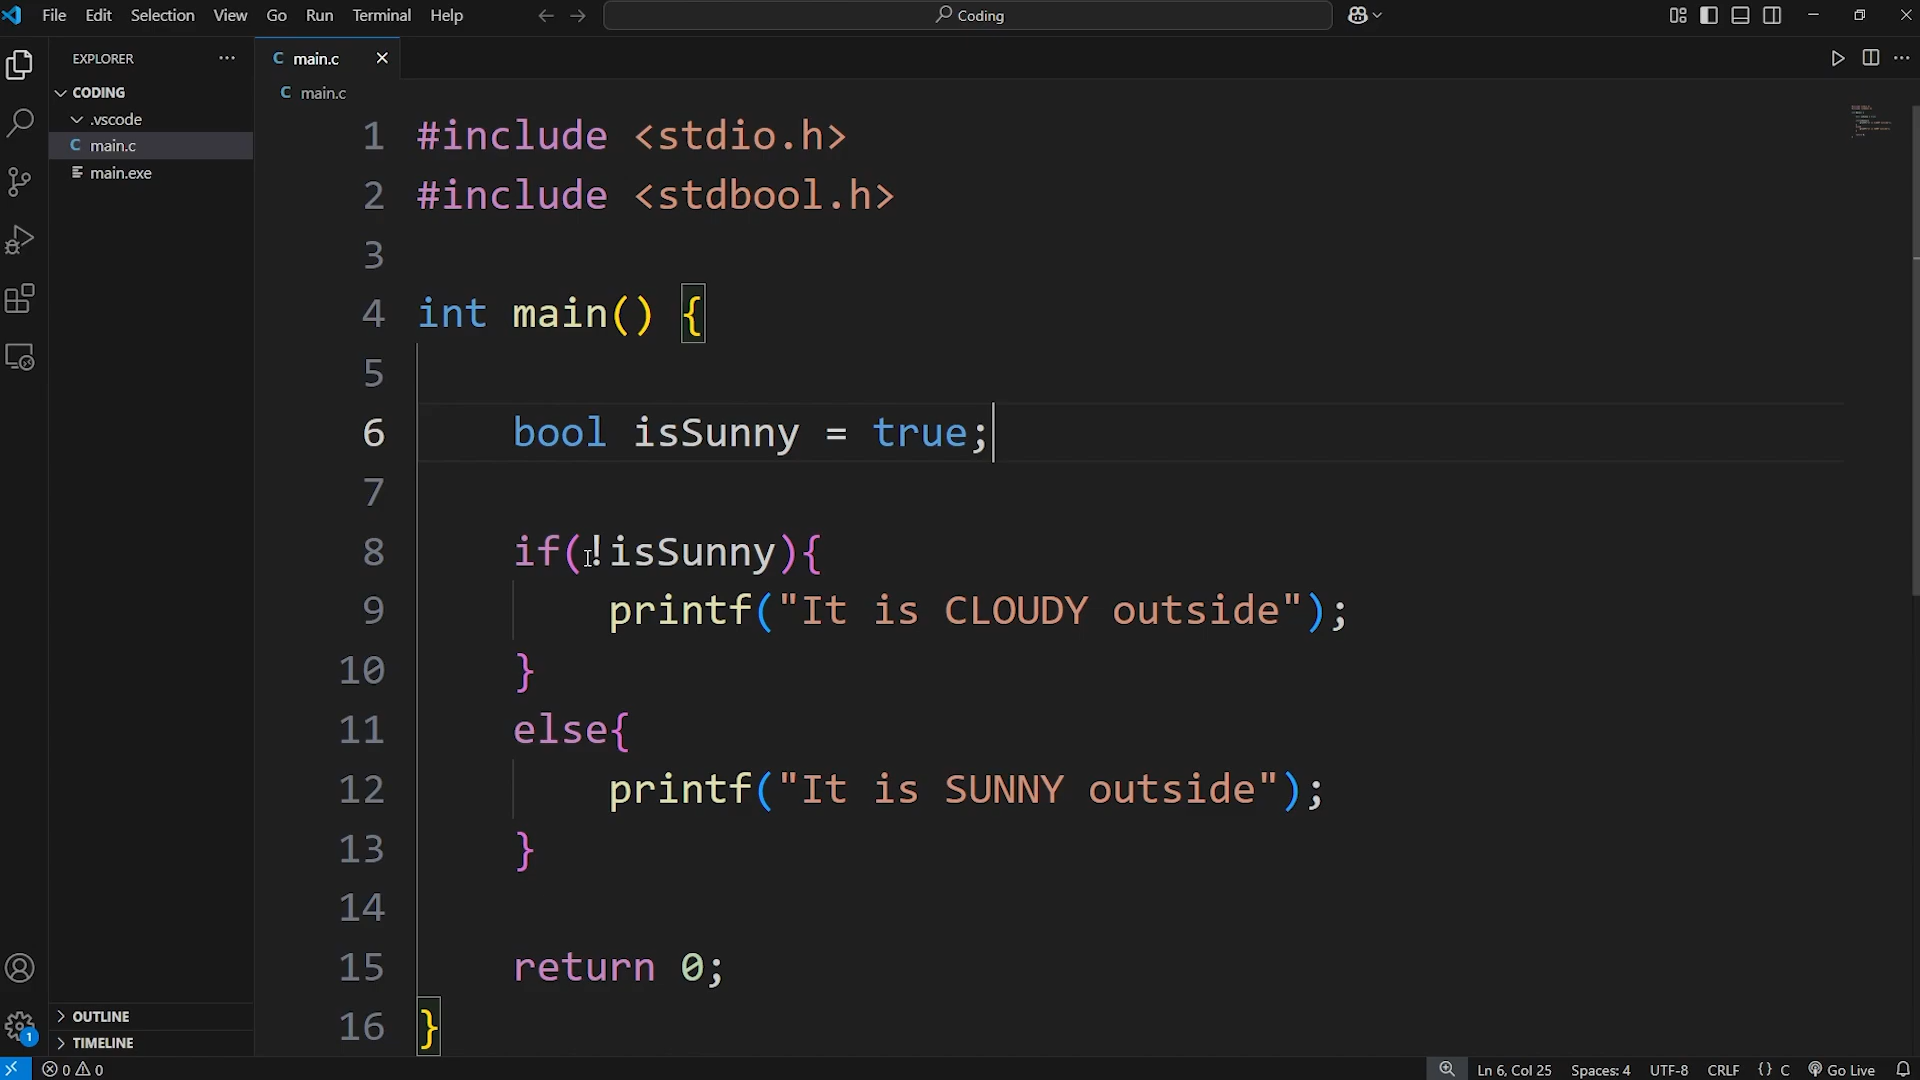 File Edit Selection View Go Run Terminal Help Coding
EXPLORER
CODING
.vscode
C main.c
main.exe
OUTLINE
TIMELINE
C main.c
C main.c
1 #include <stdio.h>
2 #include <stdbool.h>
3
4 int main() {
5
6 bool isSunny = true;
7
8 if(!isSunny){
9 printf("It is CLOUDY outside");
10 }
11 else{
12 printf("It is SUNNY outside");
13 }
14
15 return 0;
16 }
1
0 0 Ln 6, Col 25 Spaces: 4 UTF-8 CRLF {} C Go Live